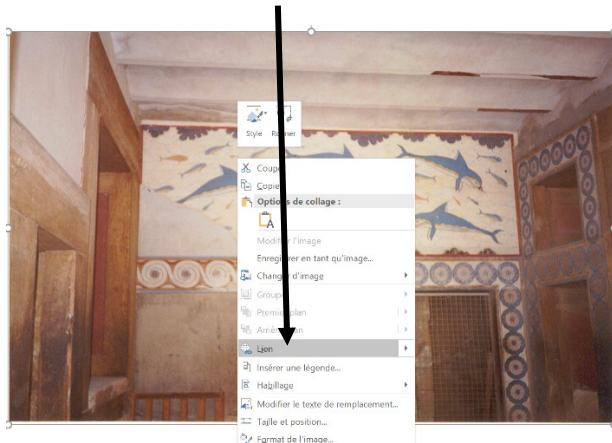 Style Rogner
Couper
Copier
Options de collage :
Modifier l'image
Enregistrer en tant qu'image...
Changer d'image
Grouper
Premier plan
Arrière-plan
Lien
Insérer une légende...
Habillage
Modifier le texte de remplacement...
Taille et position...
Format de l'image...